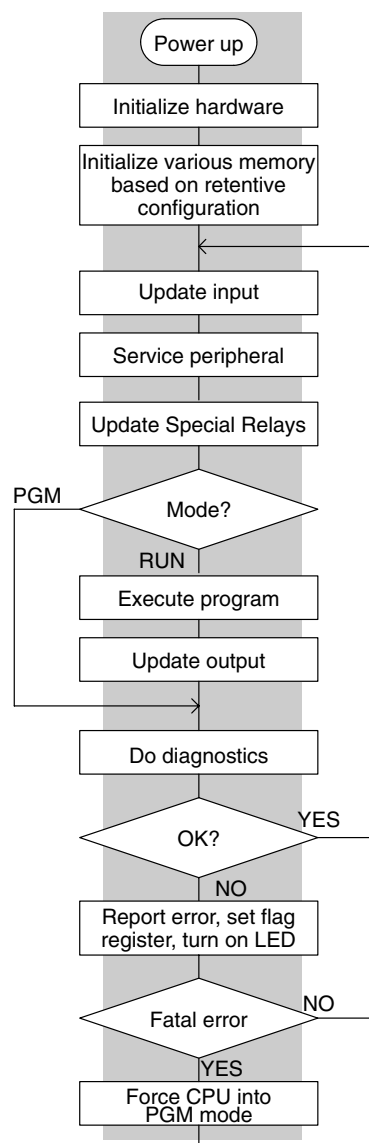 Power up
Initialize hardware
Initialize various memory
based on retentive
configuration
Update input
Service peripheral
Update Special Relays
PGM
Mode?
RUN
Execute program
Update output
Do diagnostics
YES
OK?
NO
Report error, set flag
register, turn on LED
NO
Fatal error
YES
Force CPU into
PGM mode